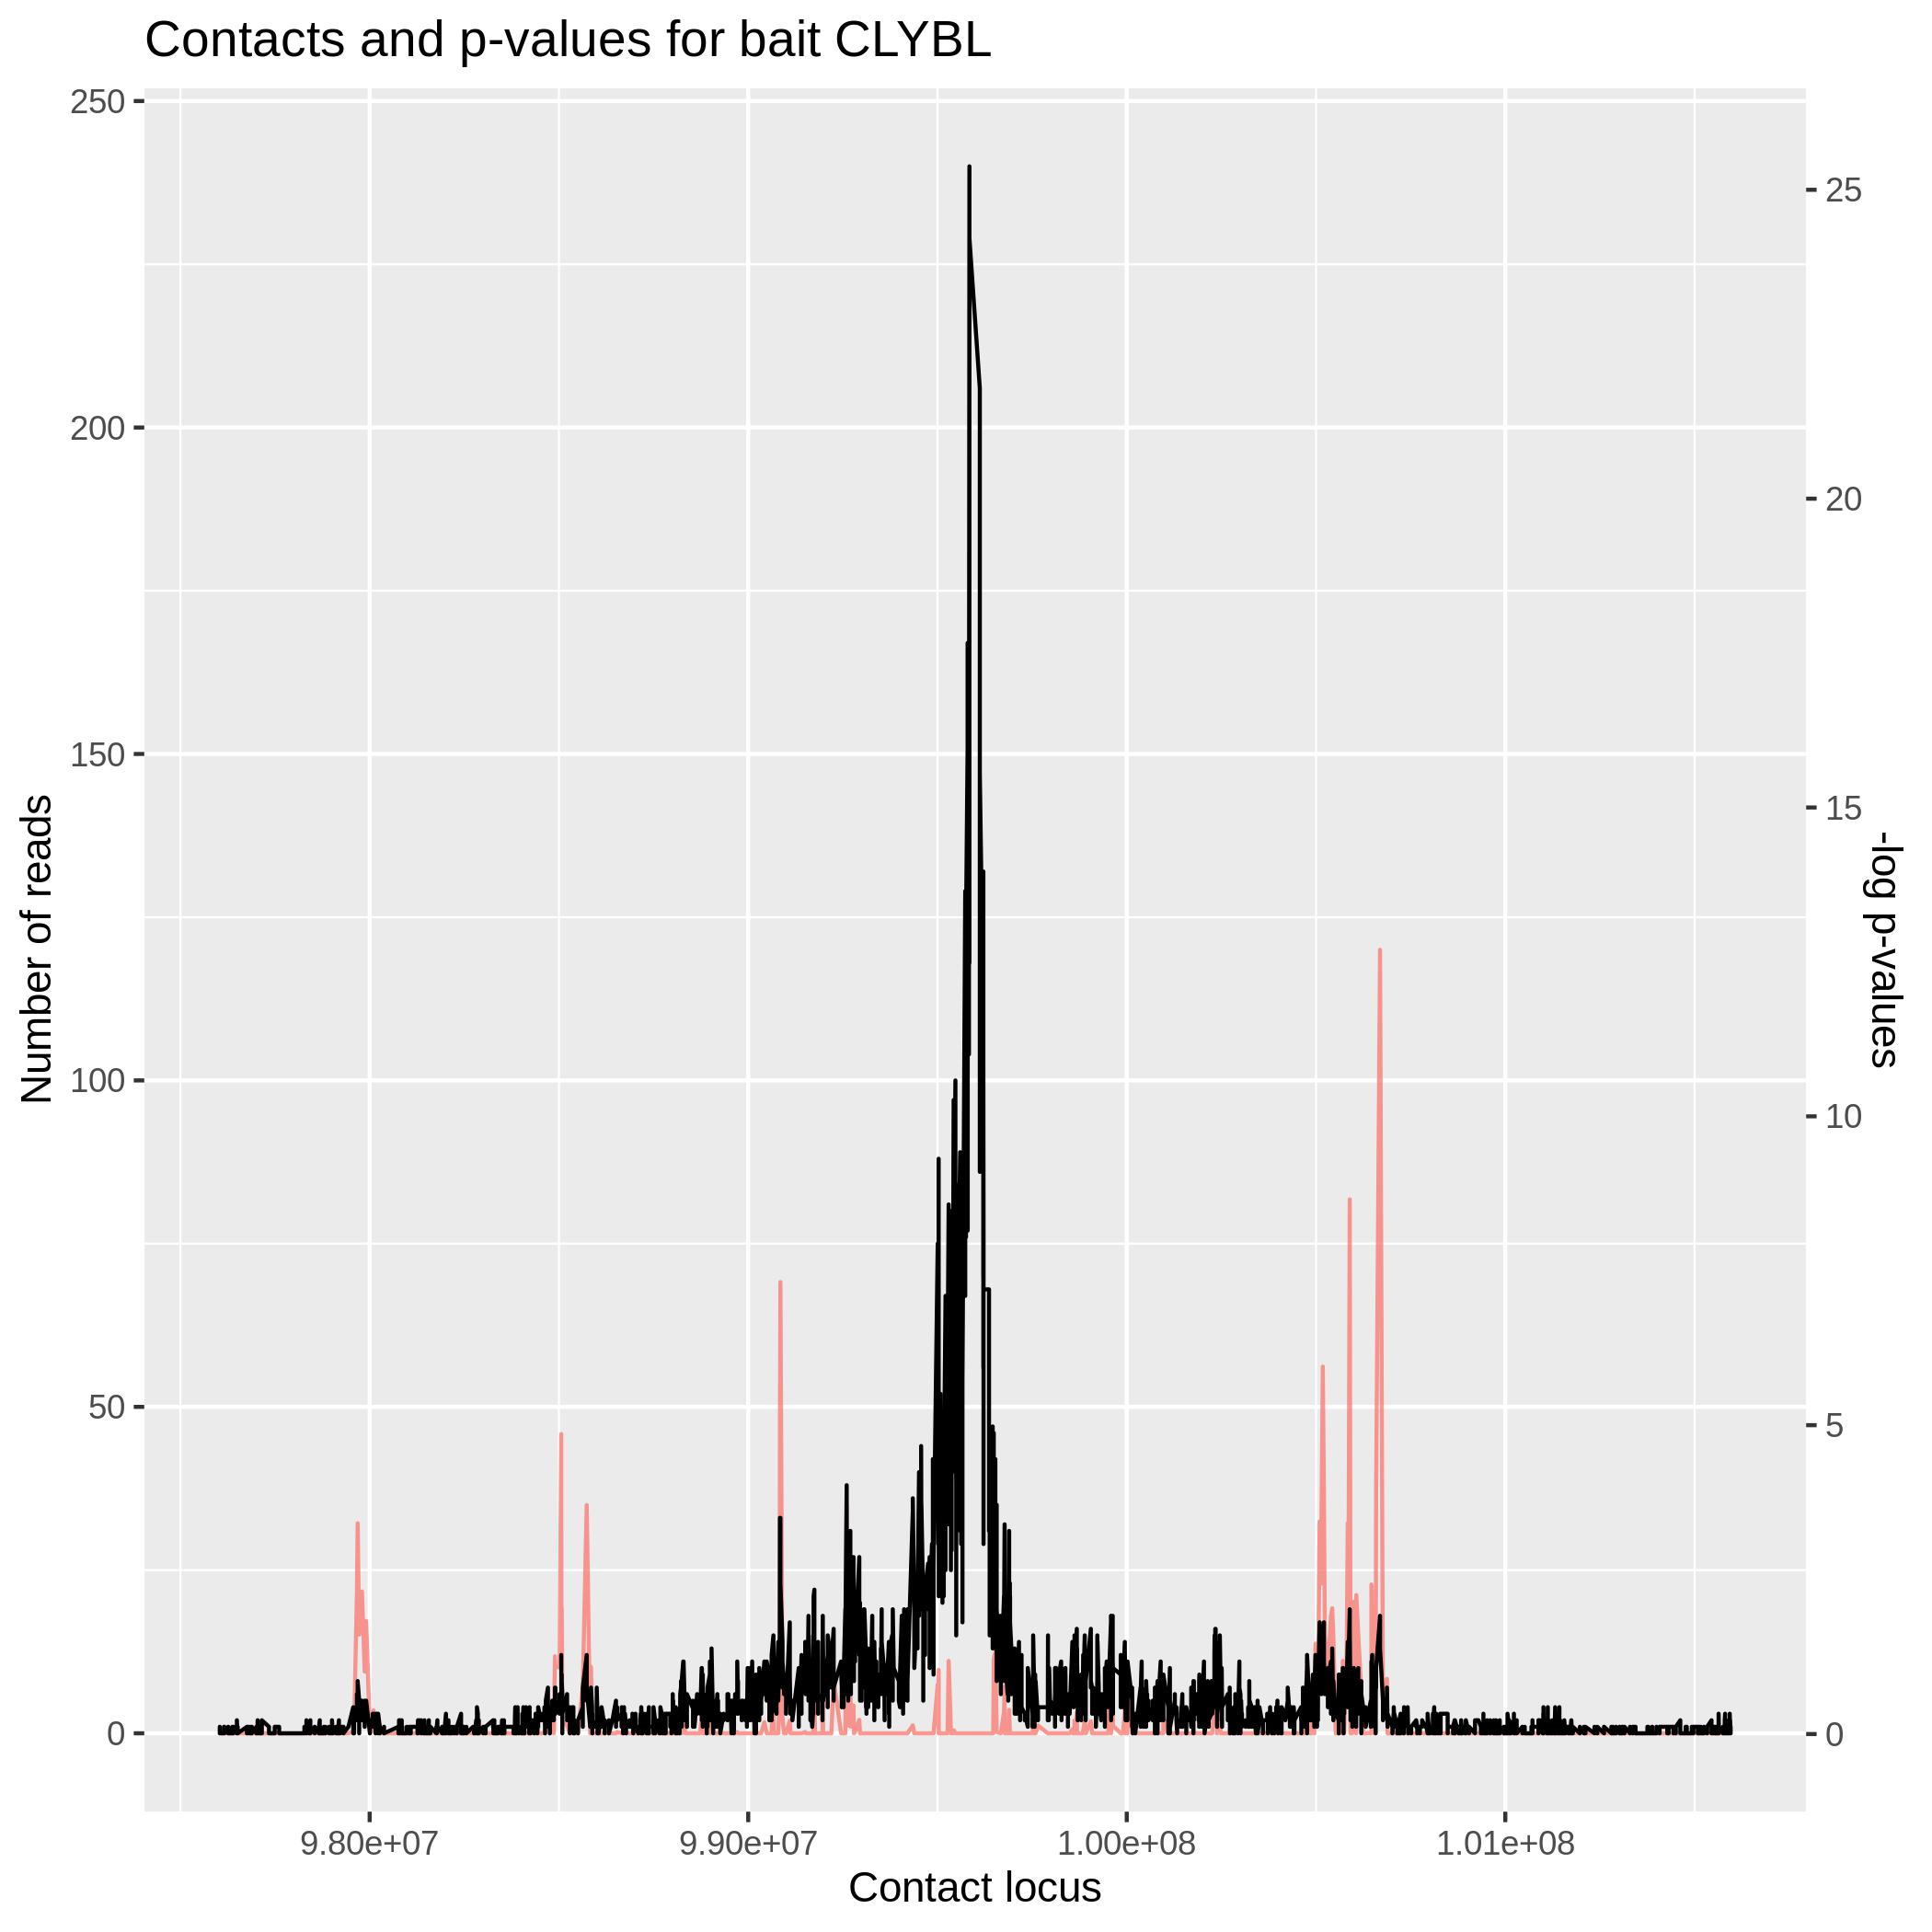 Contacts and p-values for bait CLYBL
250
200
150
100
50
0
Number of reads
25
20
15
10
5
0
-log p-values
9.80e+07 9.90e+07 1.00e+08 1.01e+08
Contact locus